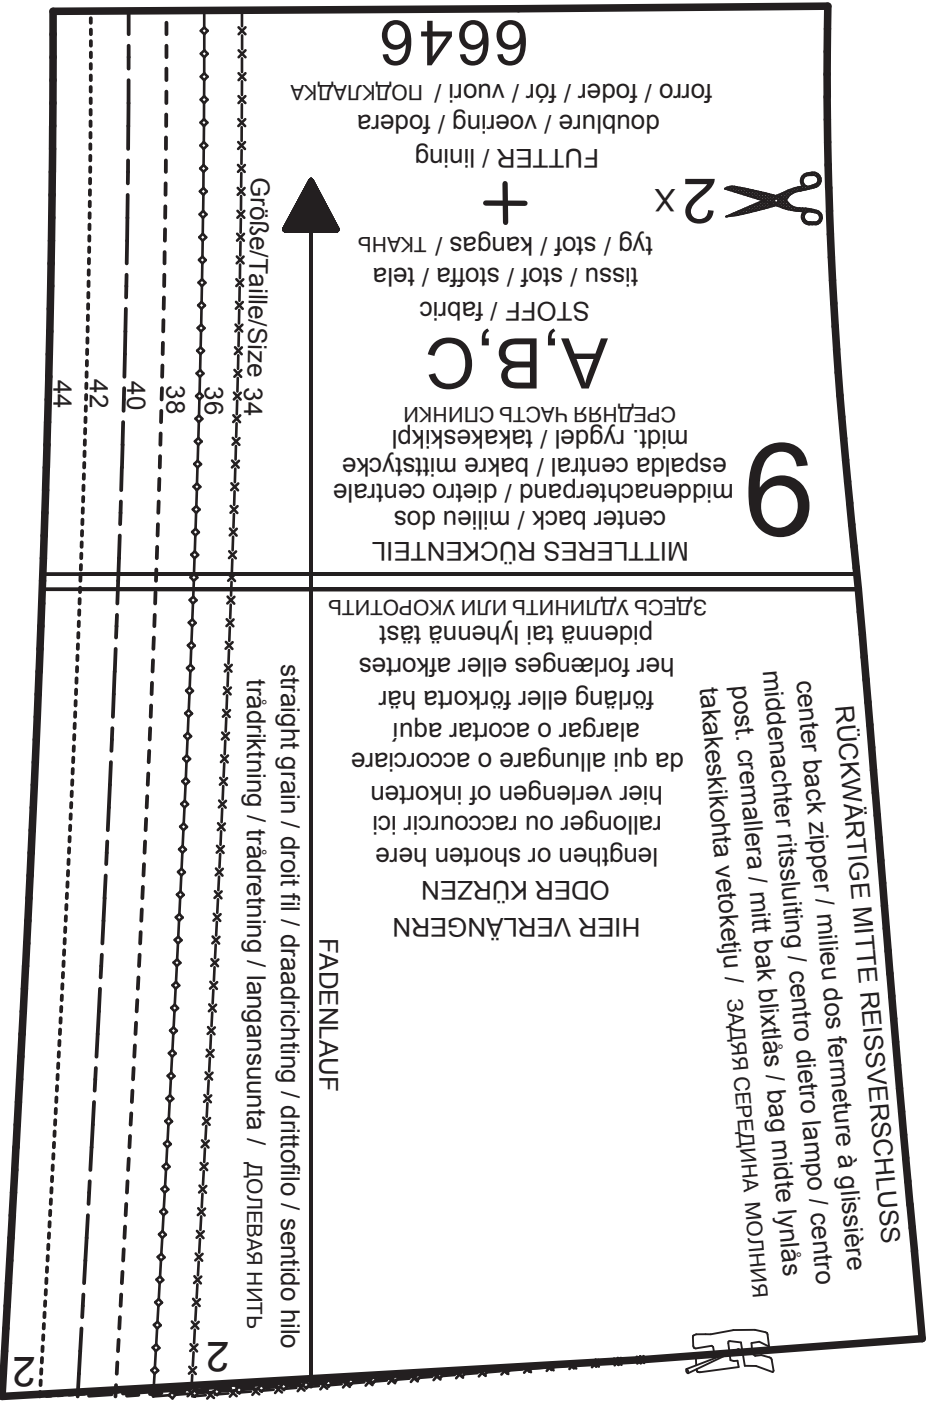 2
2
HIER VERLÄNGERN
ODER KÜRZEN
lengthen or shorten here
rallonger ou raccourcir ici
hier verlengen of inkorten
da qui allungare o accorciare
alargar o acortar aquí
förläng eller förkorta här
her forlænges eller afkortes
pidennä tai lyhennä täst
ЗДЕСЬ УДЛИНИТЬ ИЛИ УКОРОТИТЬ
RÜCKWÄRTIGE MITTE REISSVERSCHLUSS
center back zipper / milieu dos fermeture à glissière
middenachter ritssluiting / centro dietro lampo / centro
post. cremallera / mitt bak blixtlås / bag midte lynlås
takakeskikohta vetoketju / ЗАДЯЯ СЕРЕДИНА МОЛНИЯ
FADENLAUF
straight grain / droit fil / draadrichting / drittofilo / sentido hilo
trådriktning / trådretning / langansuunta / ДОЛЕВАЯ НИТЬ
6
MITTLERES RÜCKENTEIL
center back / milieu dos
middenachterpand / dietro centrale
espalda central / bakre mittstycke
midt. rygdel / takakeskikpl
СРЕДНЯЯ ЧАСТЬ СПИНКИ
A,B,C
STOFF / fabric
tissu / stof / stoffa / tela
tyg / stof / kangas / ТКАНЬ
2x
+
FUTTER / lining
doublure / voering / fodera
forro / foder / fór / vuori / ПОДКЛАДКА
6646
Größe/Taille/Size 34
36
38
40
42
44